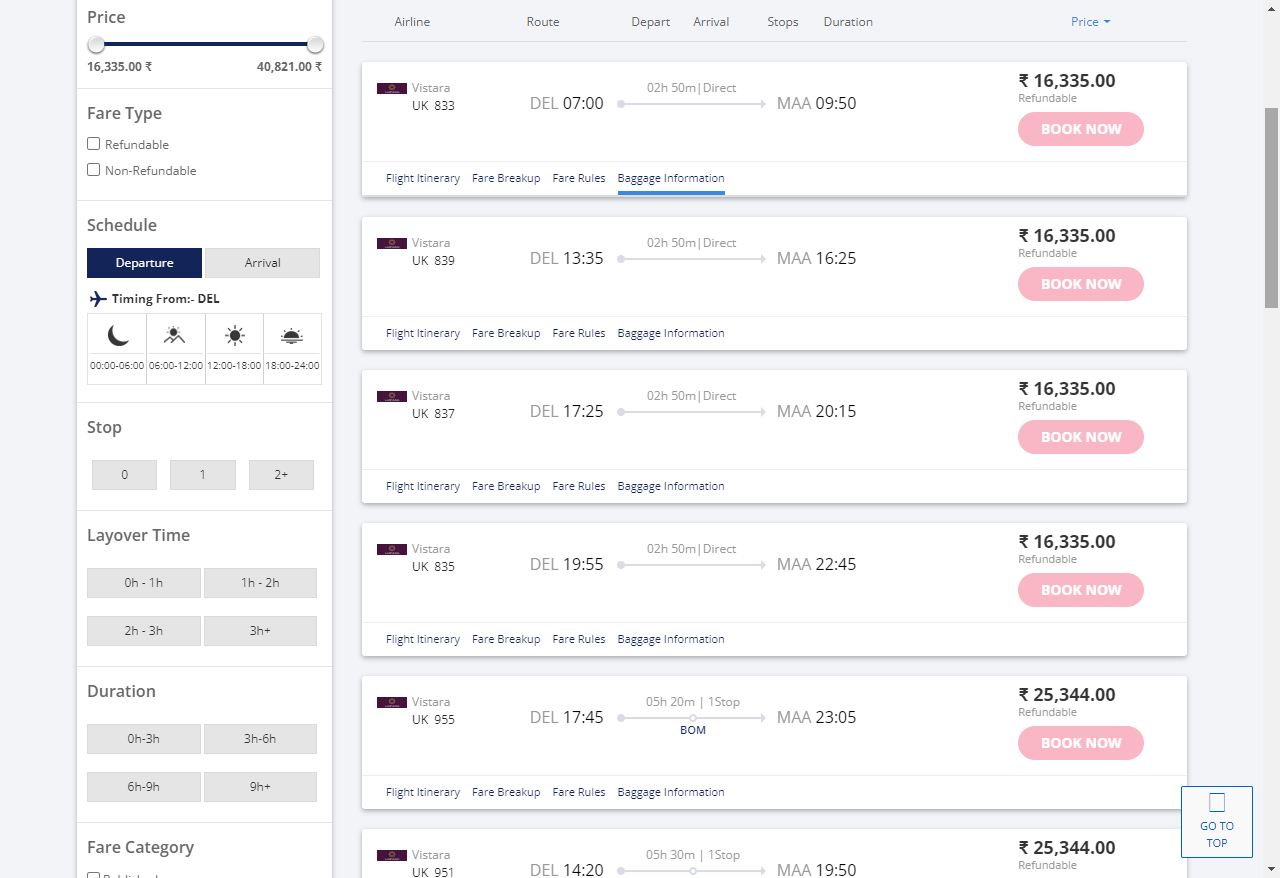 Price
16,335.00 ₹ 40,821.00 ₹
Fare Type
Refundable
Non-Refundable
Schedule
Departure Arrival
Timing From:- DEL
00:00-06:00 06:00-12:00 12:00-18:00 18:00-24:00
Stop
0 1 2+
Layover Time
0h - 1h 1h - 2h
2h - 3h 3h+
Duration
0h-3h 3h-6h
6h-9h 9h+
Fare Category
Airline Route Depart Arrival Stops Duration Price
Vistara
UK 833
DEL 07:00
02h 50m|Direct
MAA 09:50
₹ 16,335.00
Refundable
BOOK NOW
Flight Itinerary Fare Breakup Fare Rules Baggage Information
Vistara
UK 839
DEL 13:35
02h 50m|Direct
MAA 16:25
₹ 16,335.00
Refundable
BOOK NOW
Flight Itinerary Fare Breakup Fare Rules Baggage Information
Vistara
UK 837
DEL 17:25
02h 50m|Direct
MAA 20:15
₹ 16,335.00
Refundable
BOOK NOW
Flight Itinerary Fare Breakup Fare Rules Baggage Information
Vistara
UK 835
DEL 19:55
02h 50m|Direct
MAA 22:45
₹ 16,335.00
Refundable
BOOK NOW
Flight Itinerary Fare Breakup Fare Rules Baggage Information
Vistara
UK 955
DEL 17:45
05h 20m | 1Stop
BOM
MAA 23:05
₹ 25,344.00
Refundable
BOOK NOW
Flight Itinerary Fare Breakup Fare Rules Baggage Information
Vistara
UK 951
DEL 14:20
05h 30m | 1Stop
MAA 19:50
₹ 25,344.00
Refundable
GO TO
TOP